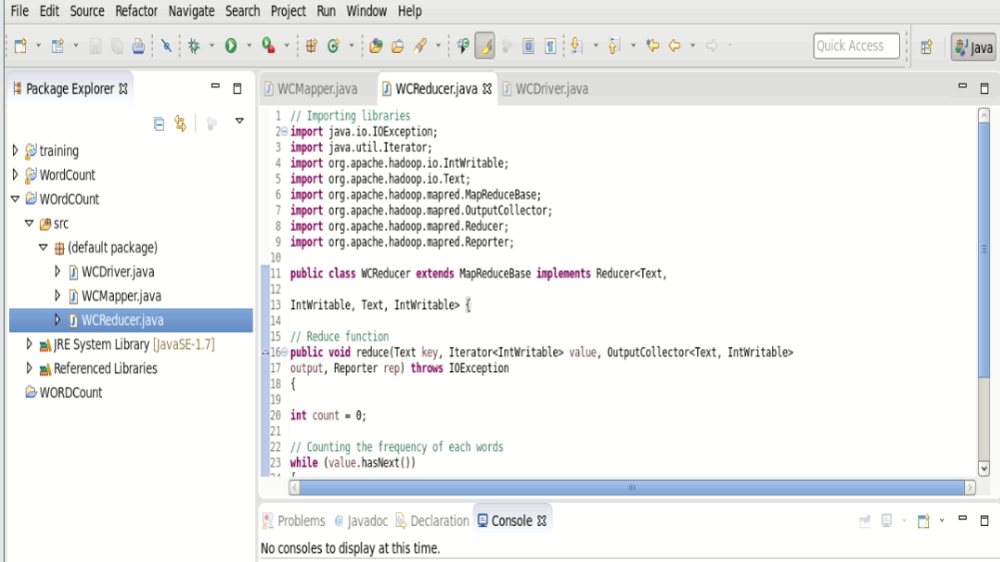 File Edit Source Refactor Navigate Search Project Run Window Help
Quick Access
Java
Package Explorer
training
WordCount
WOrdCOunt
src
(default package)
WCDriver.java
WCMapper.java
WCReducer.java
JRE System Library [JavaSE-1.7]
Referenced Libraries
WORDCount
WCMapper.java WCReducer.java WCDriver.java
1 // Importing libraries
2 import java.io.IOException;
3 import java.util.Iterator;
4 import org.apache.hadoop.io.IntWritable;
5 import org.apache.hadoop.io.Text;
6 import org.apache.hadoop.mapred.MapReduceBase;
7 import org.apache.hadoop.mapred.OutputCollector;
8 import org.apache.hadoop.mapred.Reducer;
9 import org.apache.hadoop.mapred.Reporter;
10
11 public class WCReducer extends MapReduceBase implements Reducer<Text,
12
13 IntWritable, Text, IntWritable> {
14
15 // Reduce function
16 public void reduce(Text key, Iterator<IntWritable> value, OutputCollector<Text, IntWritable>
17 output, Reporter rep) throws IOException
18 {
19
20 int count = 0;
21
22 // Counting the frequency of each words
23 while (value.hasNext())
Problems @ Javadoc Declaration Console
No consoles to display at this time.